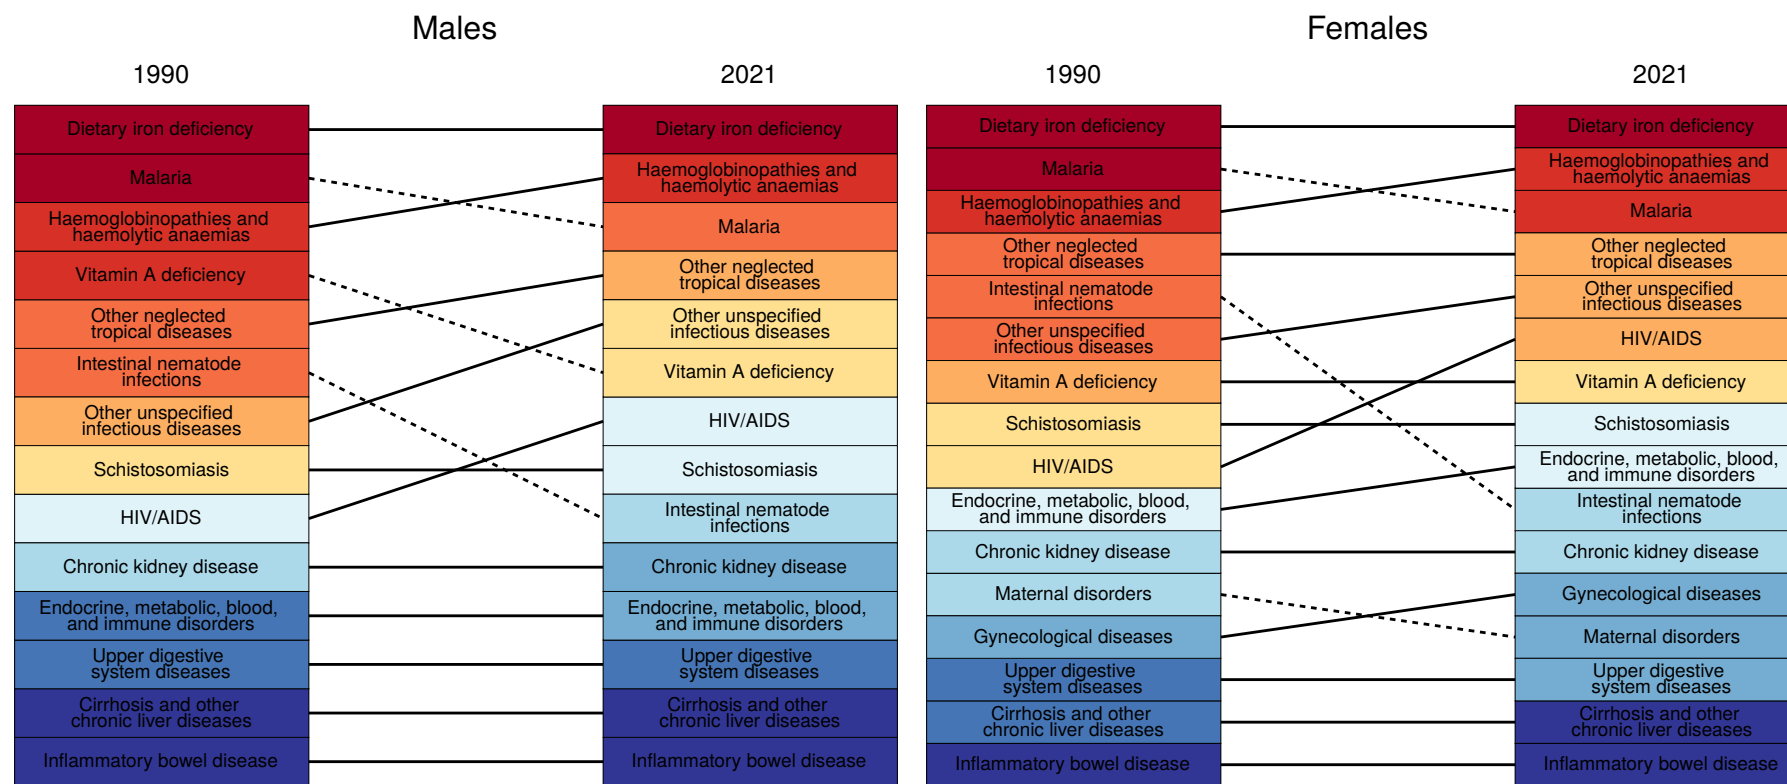 Males
1990
2021
Dietary iron deficiency
Malaria
Haemoglobinopathies and
haemolytic anaemias
Vitamin A deficiency
Other neglected
tropical diseases
Intestinal nematode
infections
Other unspecified
infectious diseases
Schistosomiasis
HIV/AIDS
Chronic kidney disease
Endocrine, metabolic, blood,
and immune disorders
Upper digestive
system diseases
Cirrhosis and other
chronic liver diseases
Inflammatory bowel disease
Dietary iron deficiency
Haemoglobinopathies and
haemolytic anaemias
Malaria
Other neglected
tropical diseases
Other unspecified
infectious diseases
Vitamin A deficiency
HIV/AIDS
Schistosomiasis
Intestinal nematode
infections
Chronic kidney disease
Endocrine, metabolic, blood,
and immune disorders
Upper digestive
system diseases
Cirrhosis and other
chronic liver diseases
Inflammatory bowel disease
Females
1990
2021
Dietary iron deficiency
Malaria
Haemoglobinopathies and
haemolytic anaemias
Other neglected
tropical diseases
Intestinal nematode
infections
Other unspecified
infectious diseases
Vitamin A deficiency
Schistosomiasis
HIV/AIDS
Endocrine, metabolic, blood,
and immune disorders
Chronic kidney disease
Maternal disorders
Gynecological diseases
Upper digestive
system diseases
Cirrhosis and other
chronic liver diseases
Inflammatory bowel disease
Dietary iron deficiency
Haemoglobinopathies and
haemolytic anaemias
Malaria
Other neglected
tropical diseases
Other unspecified
infectious diseases
HIV/AIDS
Vitamin A deficiency
Schistosomiasis
Endocrine, metabolic, blood,
and immune disorders
Intestinal nematode
infections
Chronic kidney disease
Gynecological diseases
Maternal disorders
Upper digestive
system diseases
Cirrhosis and other
chronic liver diseases
Inflammatory bowel disease